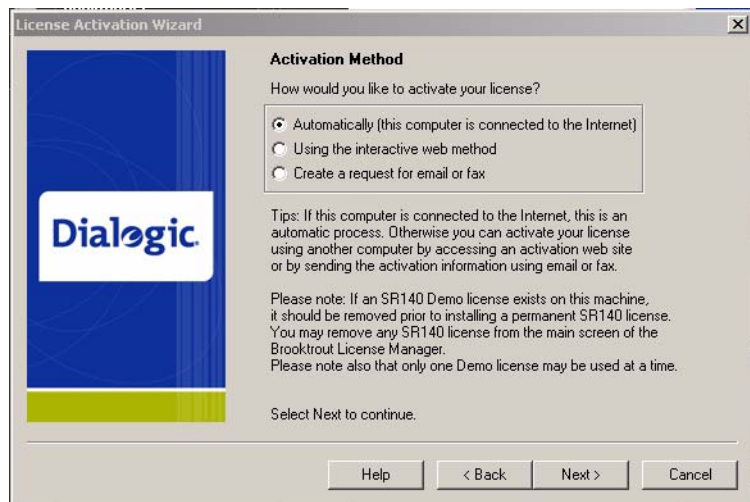 License Activation Wizard
Activation Method
How would you like to activate your license?
Automatically (this computer is connected to the Internet)
Using the interactive web method
Create a request for email or fax
Dialogic.
Tips: If this computer is connected to the Internet, this is an
automatic process. Otherwise you can activate your license
using another computer by accessing an activation web site
or by sending the activation information using email or fax.
Please note: If an SR140 Demo license exists on this machine,
it should be removed prior to installing a permanent SR140 license.
You may remove any SR140 license from the main screen of the
Brooktrout License Manager.
Please note also that only one Demo license may be used at a time.
Select Next to continue.
Help
< Back
Next >
Cancel